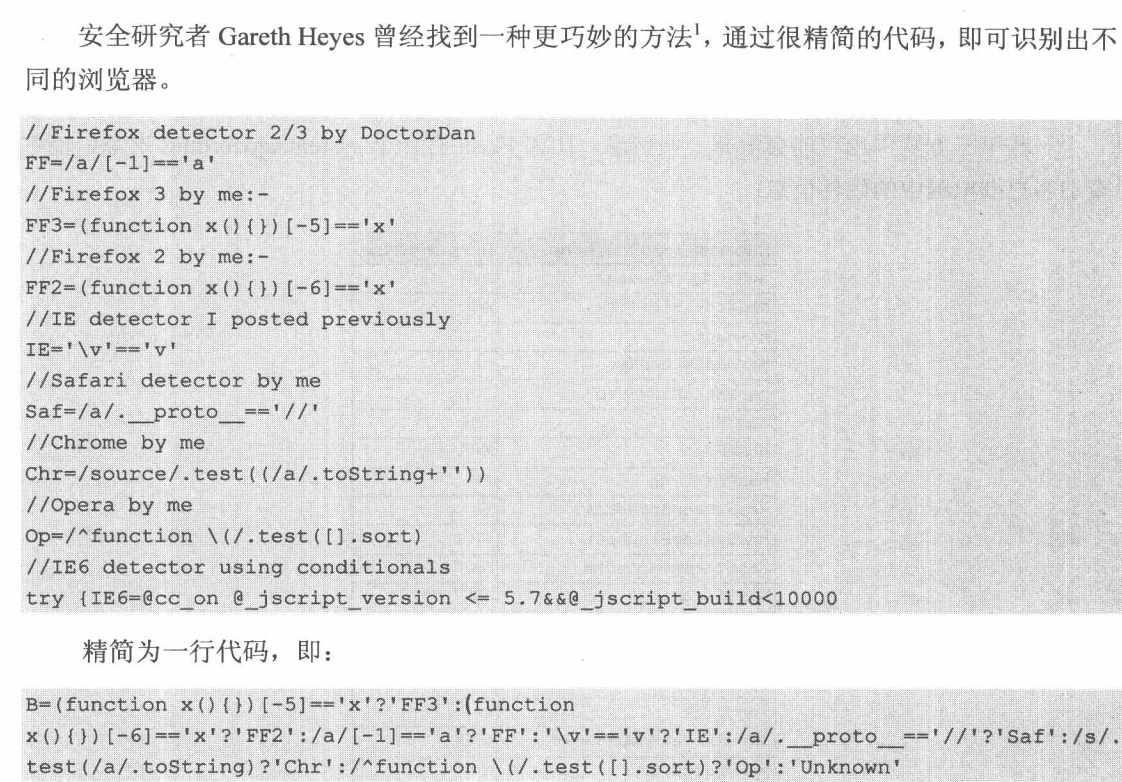 安全研究者 Gareth Heyes 曾经找到一种更巧妙的方法1，通过很精简的代码，即可识别出不
同的浏览器。
//Firefox detector 2/3 by DoctorDan
FF=/a/[-1]=='a'
//Firefox 3 by me:-
FF3=(function x(){})[-5]=='x'
//Firefox 2 by me:-
FF2=(function x(){})[-6]=='x'
//IE detector I posted previously
IE='\v'=='v'
//Safari detector by me
Saf=/a/.__proto__=='//'
//Chrome by me
Chr=/source/.test((/a/.toString+''))
//Opera by me
Op=/^function \(/.test([].sort)
//IE6 detector using conditionals
try {IE6=@cc_on @_jscript_version <= 5.7&&@_jscript_build<10000
精简为一行代码，即：
B=(function x(){})[-5]=='x'?'FF3':(function
x(){})[-6]=='x'?'FF2':/a/[-1]=='a'?'FF':'\v'=='v'?'IE':/a/.__proto__=='//'?'Saf':/s/.
test(/a/.toString)?'Chr':/^function \(/.test([].sort)?'Op':'Unknown'